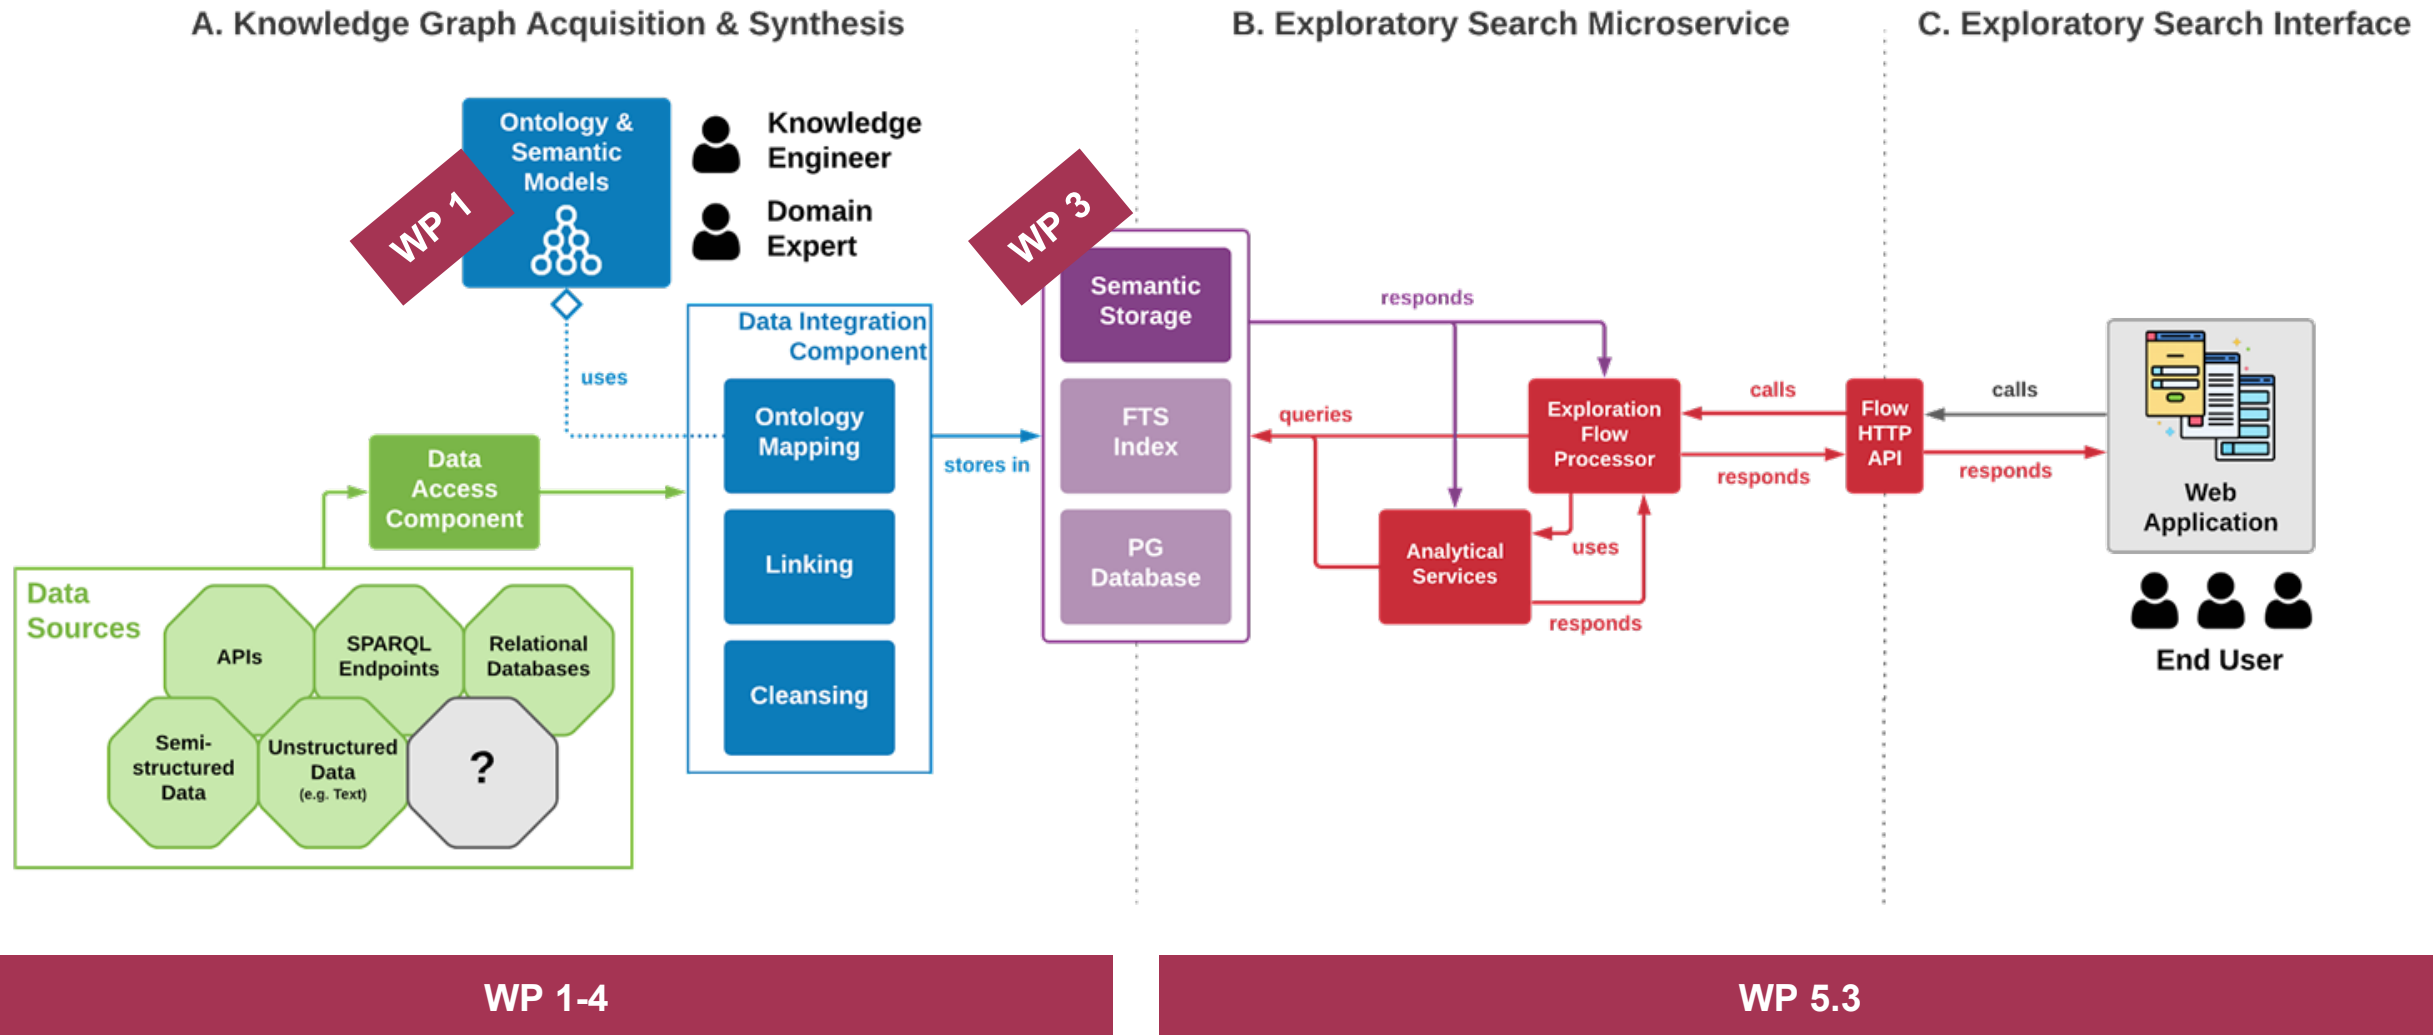 A. Knowledge Graph Acquisition & Synthesis
B. Exploratory Search Microservice
C. Exploratory Search Interface
Ontology &
Semantic
Models
WP 1
Knowledge
Engineer
Domain
Expert
uses
Data Integration
Component
Ontology
Mapping
Linking
Cleansing
Data
Access
Component
Data
Sources
APIs
SPARQL
Endpoints
Relational
Databases
Semi-
structured
Data
Unstructured
Data
(e.g. Text)
?
stores in
WP 3
Semantic
Storage
FTS
Index
PG
Database
responds
queries
Exploration
Flow
Processor
Analytical
Services
uses
responds
calls
responds
Flow
HTTP
API
calls
responds
Web
Application
End User
WP 1-4
WP 5.3